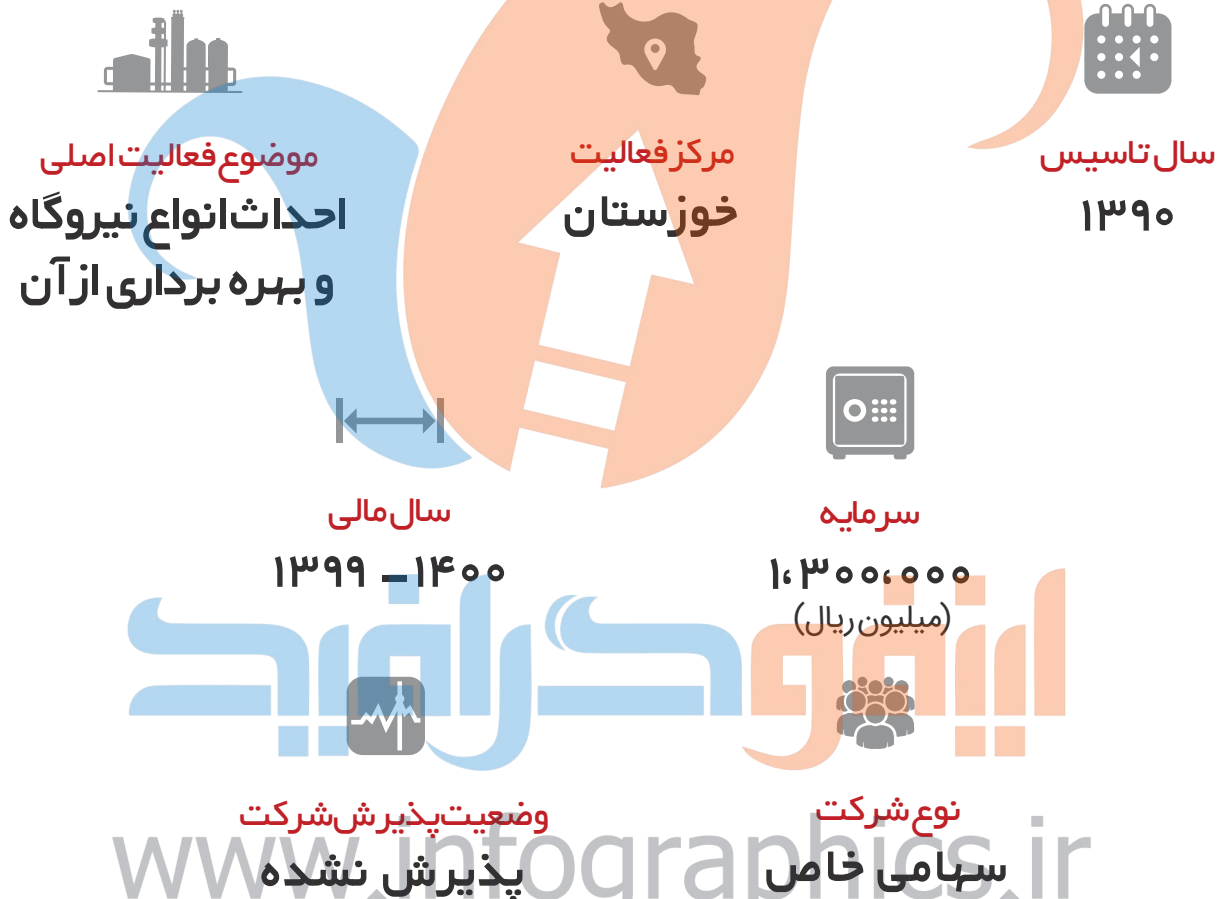 سال تاسیس
۱۳۹۰
مرکز فعالیت
خوزستان
موضوع فعالیت اصلی
احداث انواع نیروگاه
و بهره برداری از آن
سرمایه
۱،۳۰۰،۰۰۰
(میلیون ریال)
سال مالی
۱۳۹۹ – ۱۴۰۰
اینفوگرافیک
نوع شرکت
سهامی خاص
وضعیت پذیرش شرکت
پذیرش نشده
www.infographics.ir